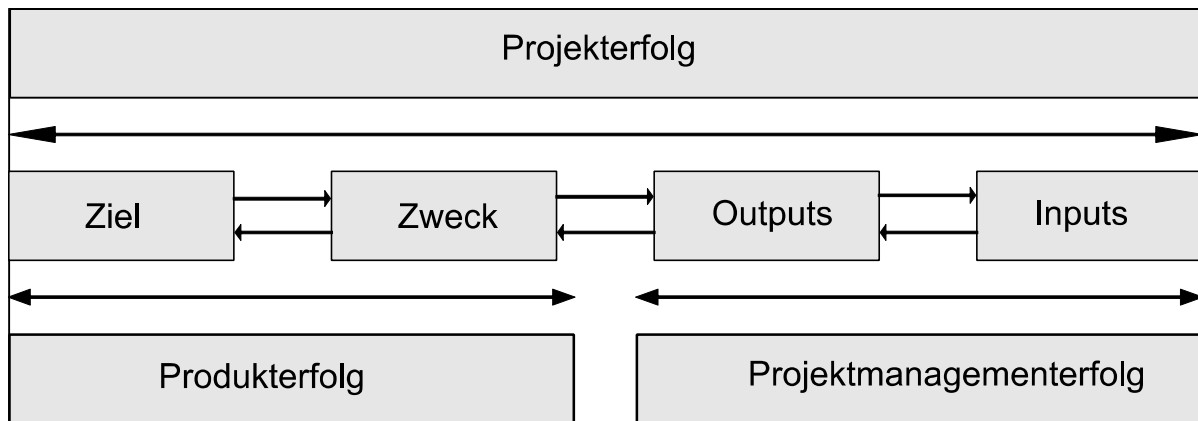 Projekterfolg
Ziel
Zweck
Outputs
Inputs
Produkterfolg
Projektmanagementerfolg